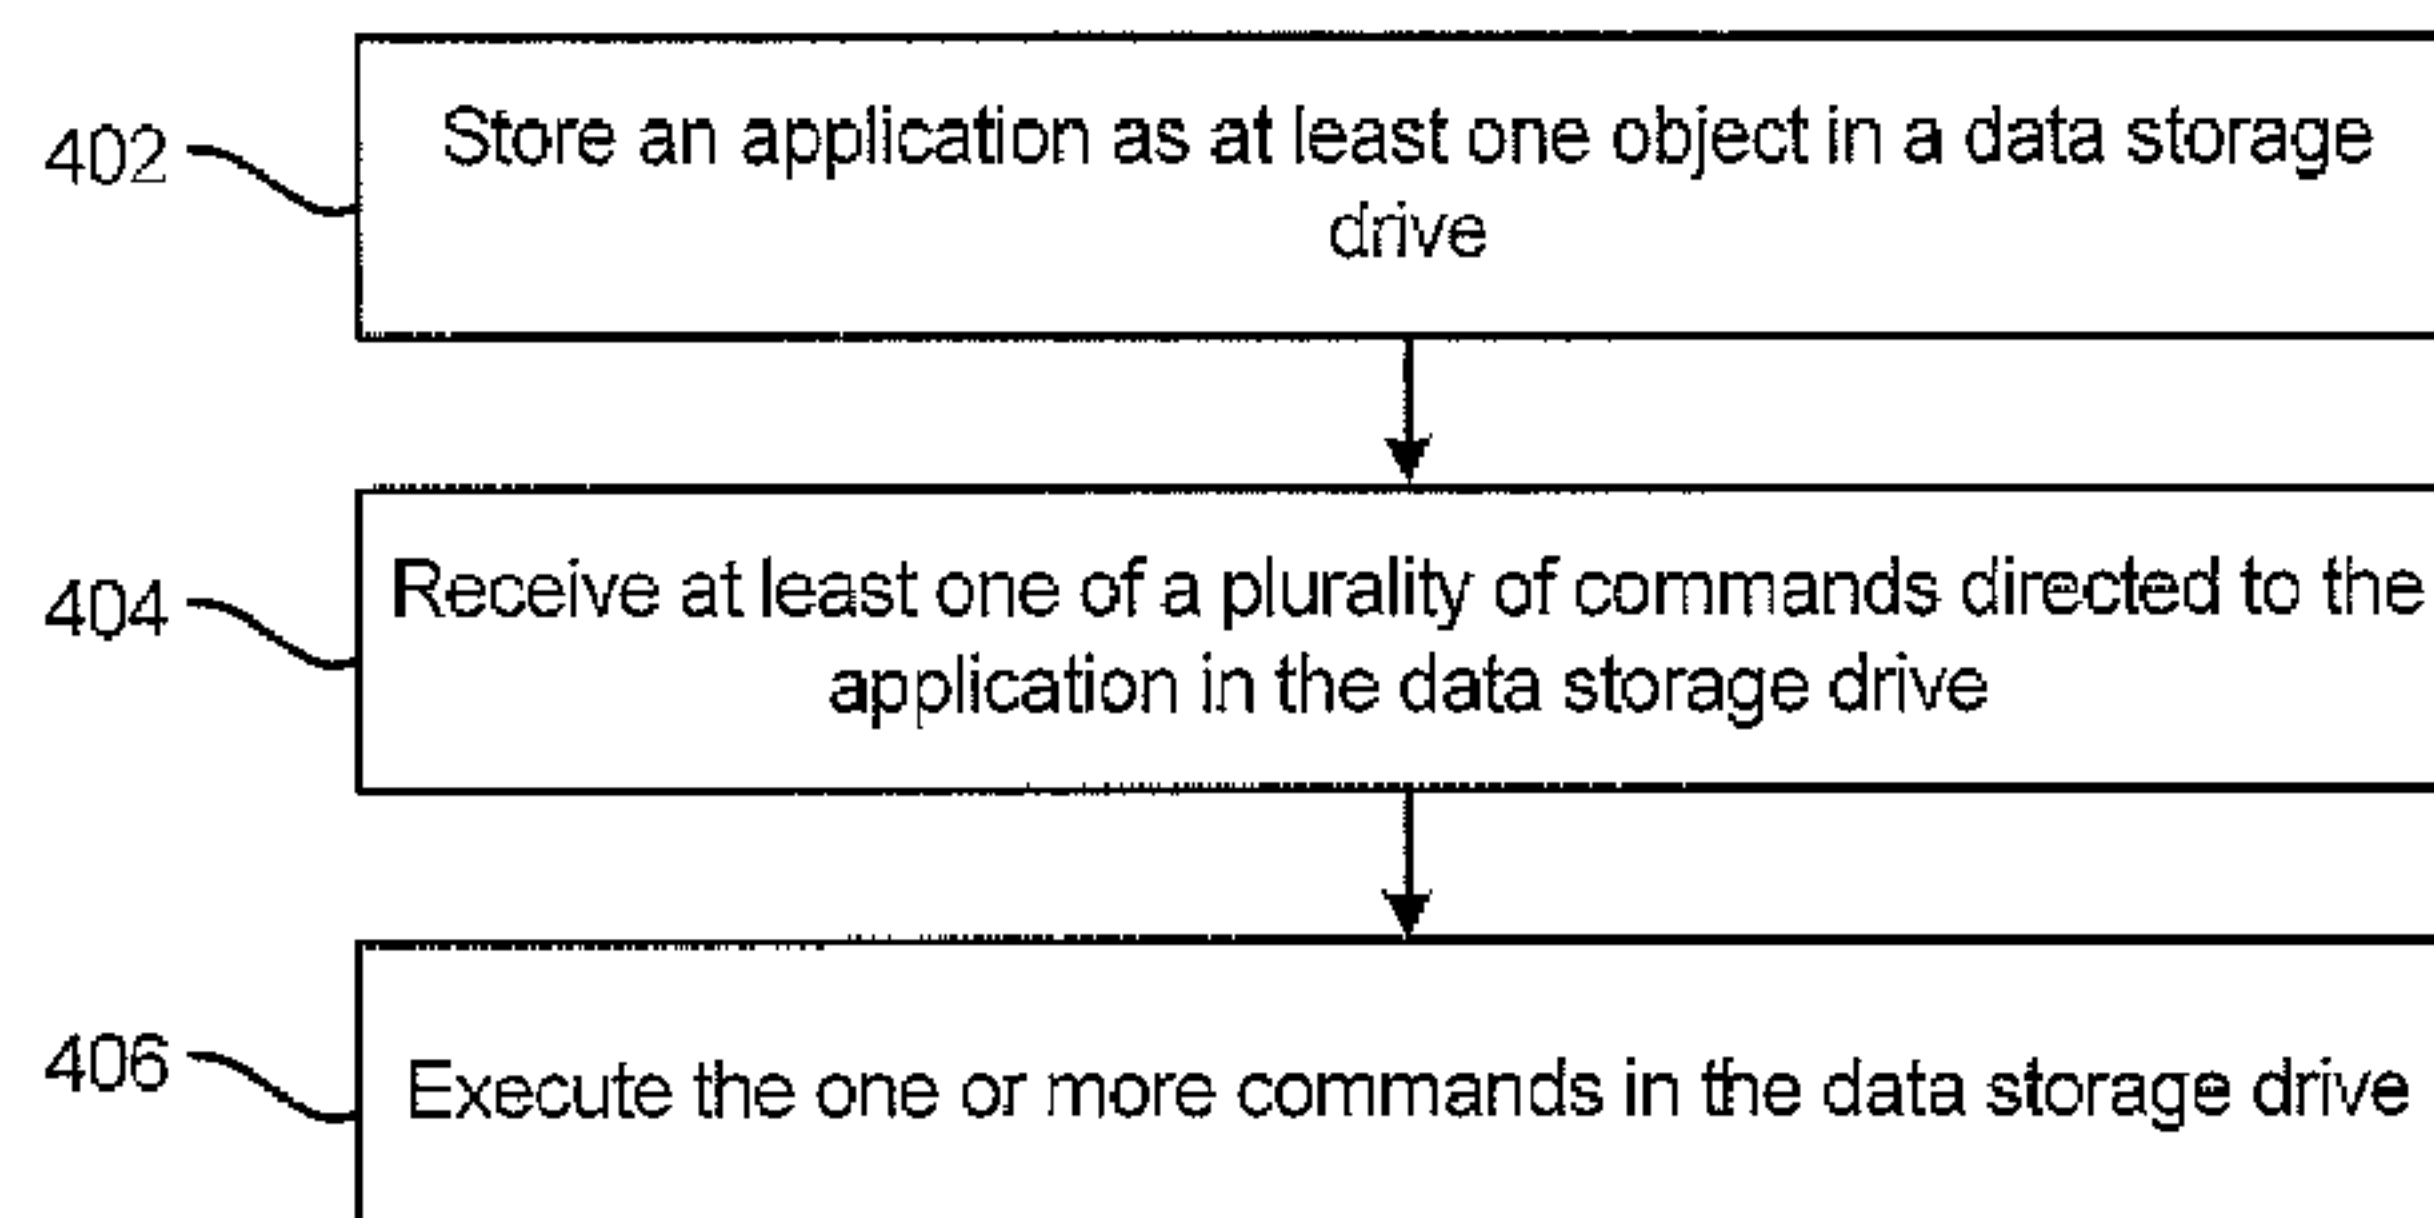 402
Store an application as at least one object in a data storage
drive
404
Receive at least one of a plurality of commands directed to the
application in the data storage drive
406
Execute the one or more commands in the data storage drive